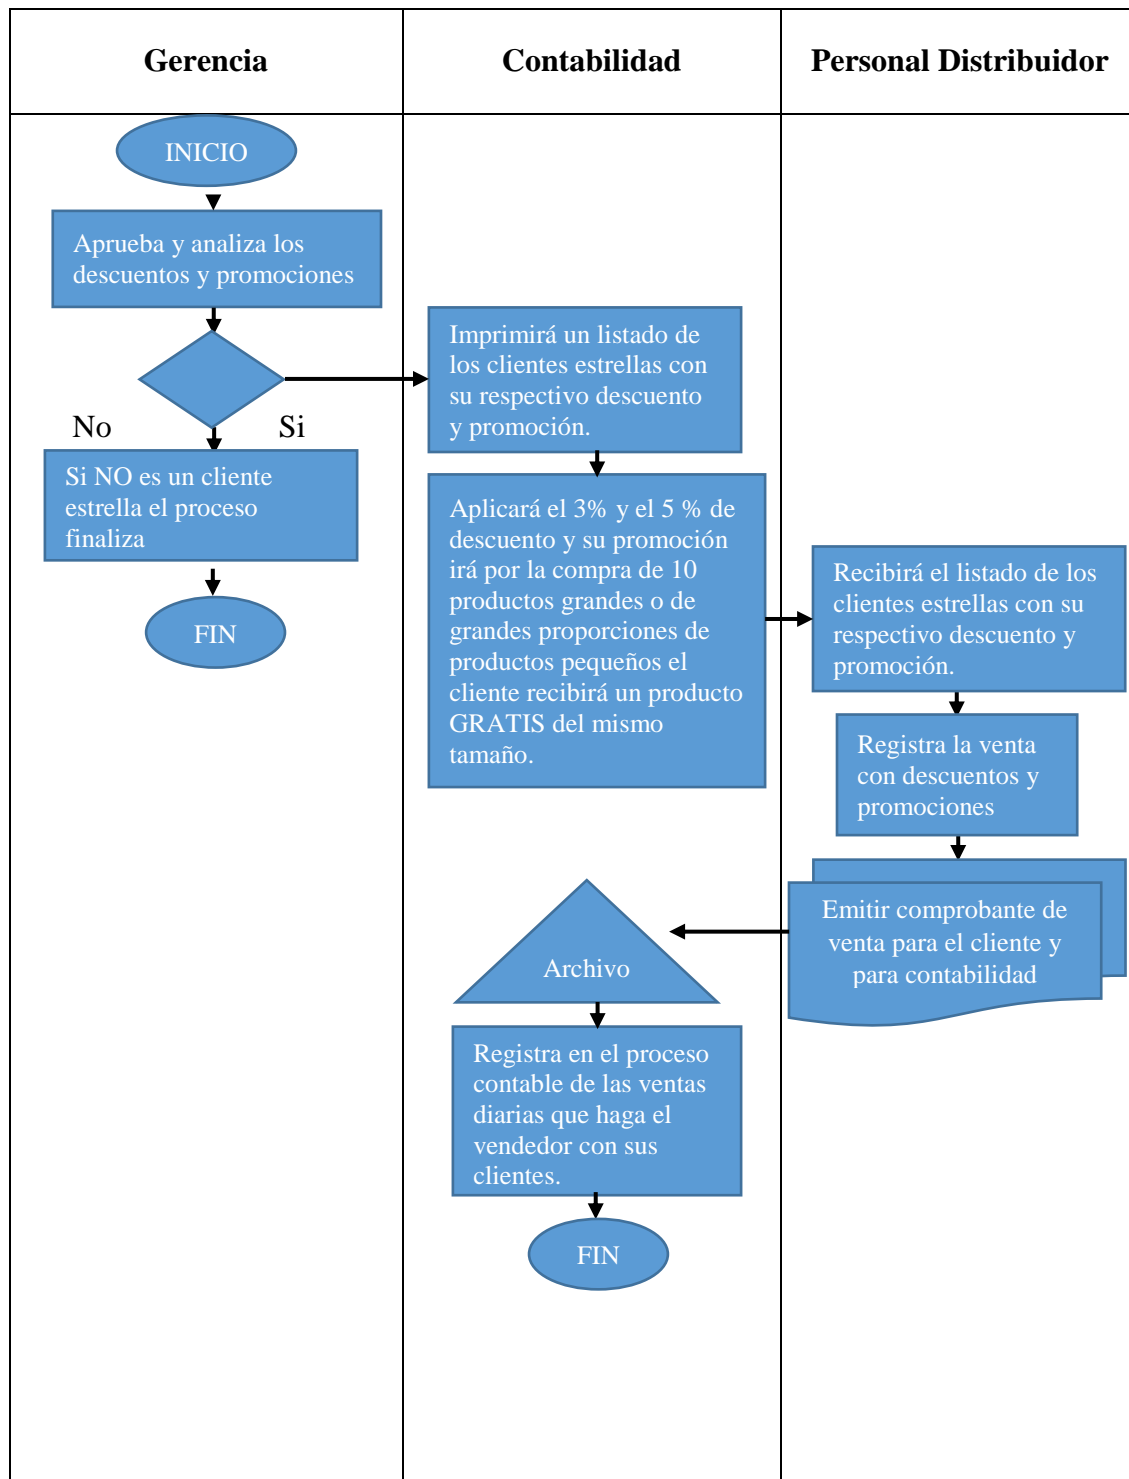 Gerencia
Contabilidad
Personal Distribuidor
INICIO
Aprueba y analiza los
descuentos y promociones
No
Si
Si NO es un cliente
estrella el proceso
finaliza
FIN
Imprimirá un listado de
los clientes estrellas con
su respectivo descuento
y promoción.
Aplicará el 3% y el 5 % de
descuento y su promoción
irá por la compra de 10
productos grandes o de
grandes proporciones de
productos pequeños el
cliente recibirá un producto
GRATIS del mismo
tamaño.
Recibirá el listado de los
clientes estrellas con su
respectivo descuento y
promoción.
Registra la venta
con descuentos y
promociones
Emitir comprobante de
venta para el cliente y
para contabilidad
Archivo
Registra en el proceso
contable de las ventas
diarias que haga el
vendedor con sus
clientes.
FIN